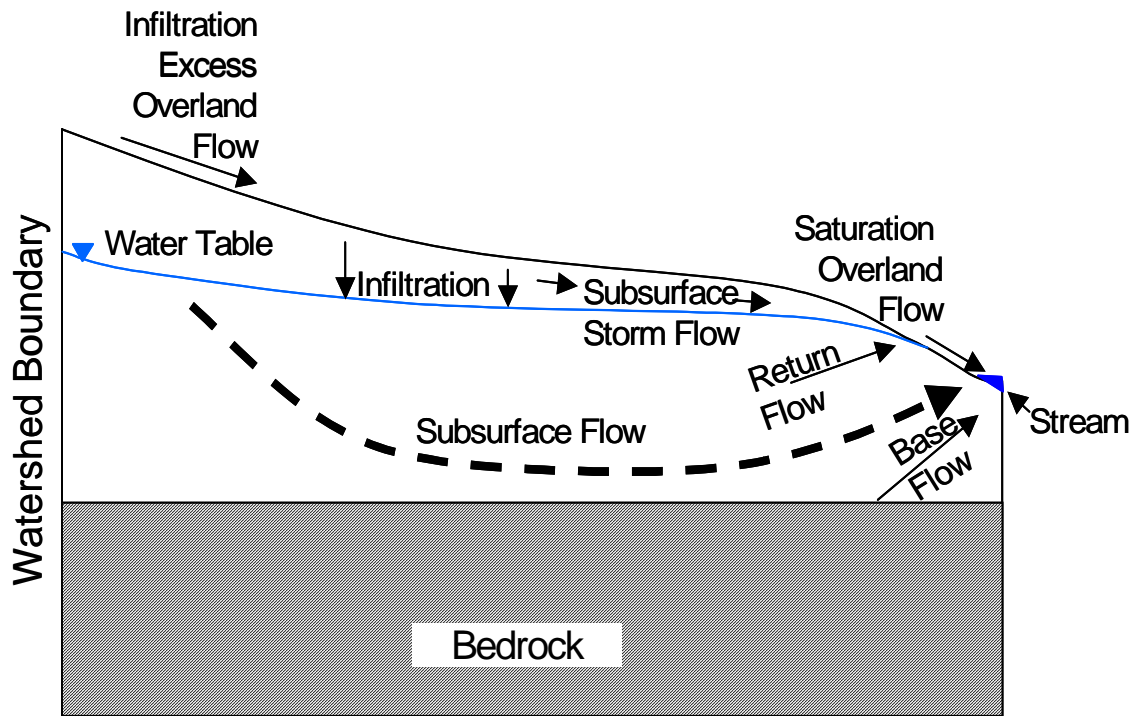 Infiltration
Excess
Overland
Flow
Watershed Boundary
Water Table
Saturation
Overland
Flow
Infiltration
Subsurface
Storm Flow
Return
Flow
Subsurface Flow
Base
Flow
Stream
Bedrock